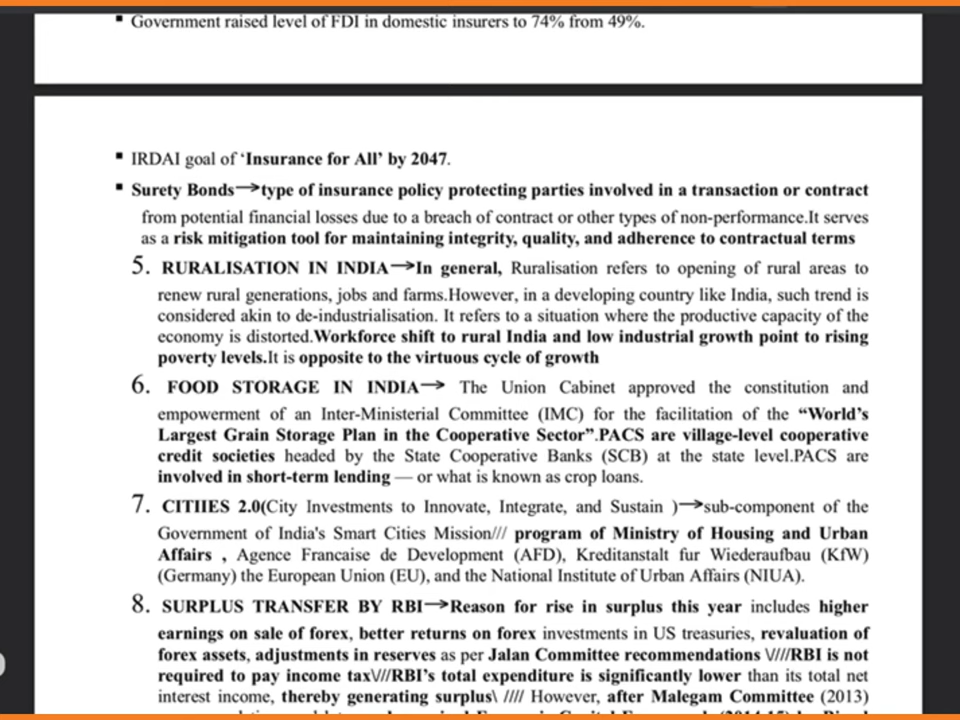 ▪ Government raised level of FDI in domestic insurers to 74% from 49%.
▪ IRDAI goal of ‘Insurance for All’ by 2047.
▪ Surety Bonds→type of insurance policy protecting parties involved in a transaction or contract
from potential financial losses due to a breach of contract or other types of non-performance.It serves
as a risk mitigation tool for maintaining integrity, quality, and adherence to contractual terms
5. RURALISATION IN INDIA→In general, Ruralisation refers to opening of rural areas to
renew rural generations, jobs and farms.However, in a developing country like India, such trend is
considered akin to de-industrialisation. It refers to a situation where the productive capacity of the
economy is distorted.Workforce shift to rural India and low industrial growth point to rising
poverty levels.It is opposite to the virtuous cycle of growth
6. FOOD STORAGE IN INDIA→ The Union Cabinet approved the constitution and
empowerment of an Inter-Ministerial Committee (IMC) for the facilitation of the “World’s
Largest Grain Storage Plan in the Cooperative Sector”.PACS are village-level cooperative
credit societies headed by the State Cooperative Banks (SCB) at the state level.PACS are
involved in short-term lending — or what is known as crop loans.
7. CITIIES 2.0(City Investments to Innovate, Integrate, and Sustain )→sub-component of the
Government of India's Smart Cities Mission/// program of Ministry of Housing and Urban
Affairs , Agence Francaise de Development (AFD), Kreditanstalt fur Wiederaufbau (KfW)
(Germany) the European Union (EU), and the National Institute of Urban Affairs (NIUA).
8. SURPLUS TRANSFER BY RBI→Reason for rise in surplus this year includes higher
earnings on sale of forex, better returns on forex investments in US treasuries, revaluation of
forex assets, adjustments in reserves as per Jalan Committee recommendations \///RBI is not
required to pay income tax\///RBI’s total expenditure is significantly lower than its total net
interest income, thereby generating surplus\ //// However, after Malegam Committee (2013)